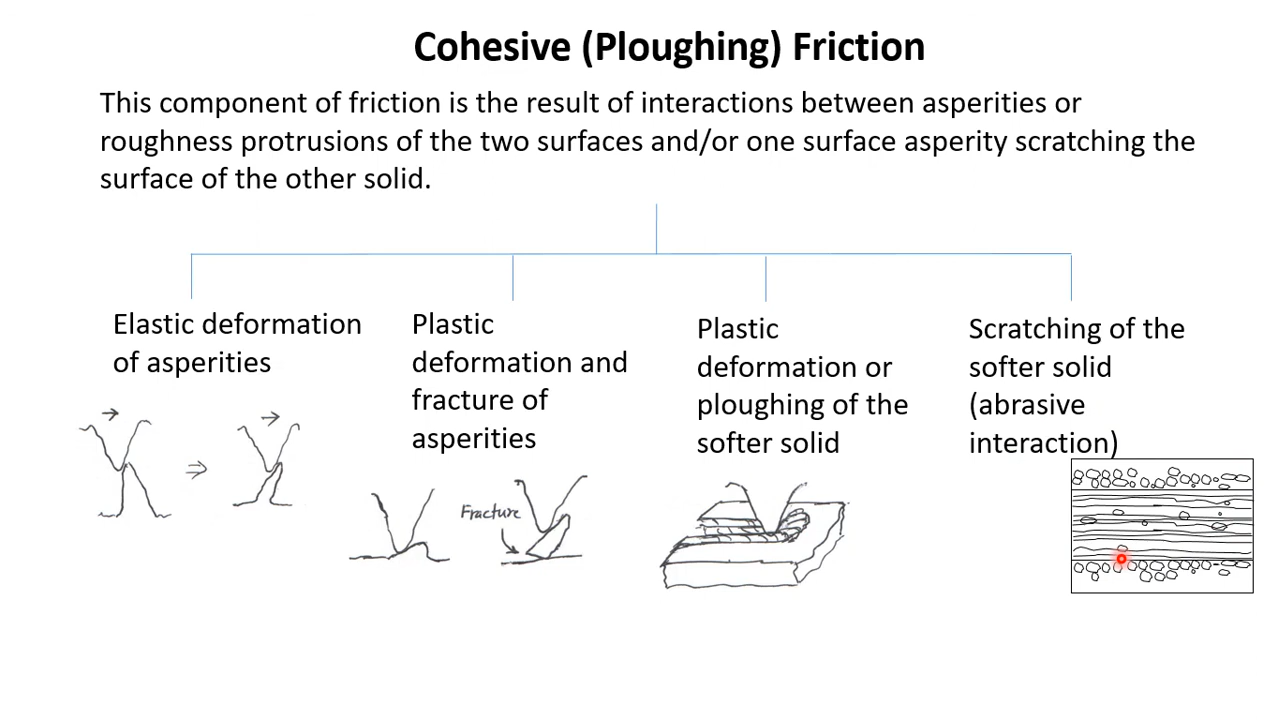 Cohesive (Ploughing) Friction
This component of friction is the result of interactions between asperities or
roughness protrusions of the two surfaces and/or one surface asperity scratching the
surface of the other solid.
Elastic deformation
of asperities
Plastic
deformation and
fracture of
asperities
Plastic
deformation or
ploughing of the
softer solid
Scratching of the
softer solid
(abrasive
interaction)
Fracture